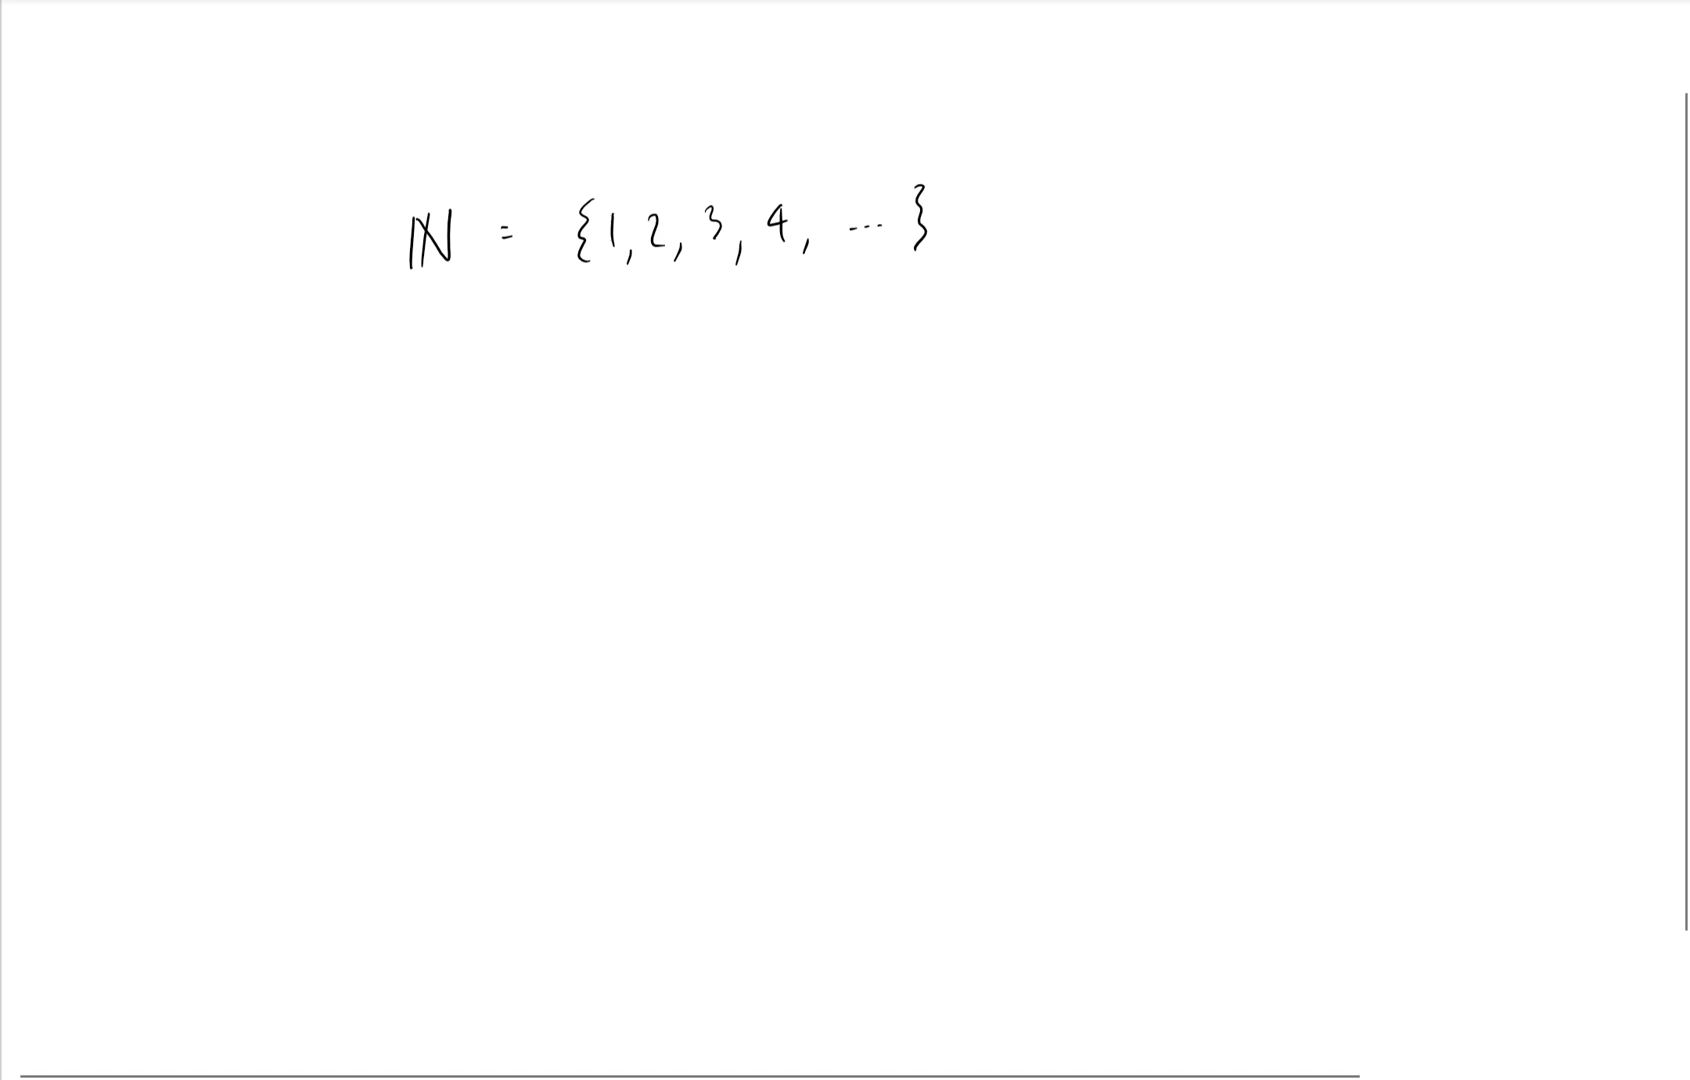 ℕ = {1, 2, 3, 4, ... }